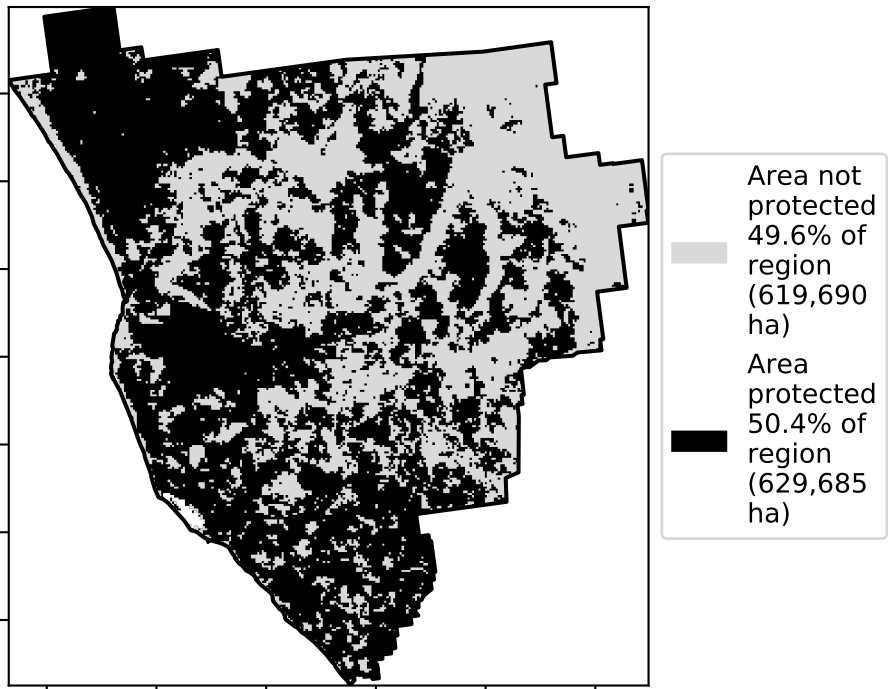 Area not
protected
49.6% of
region
(619,690
ha)
Area
protected
50.4% of
region
(629,685
ha)